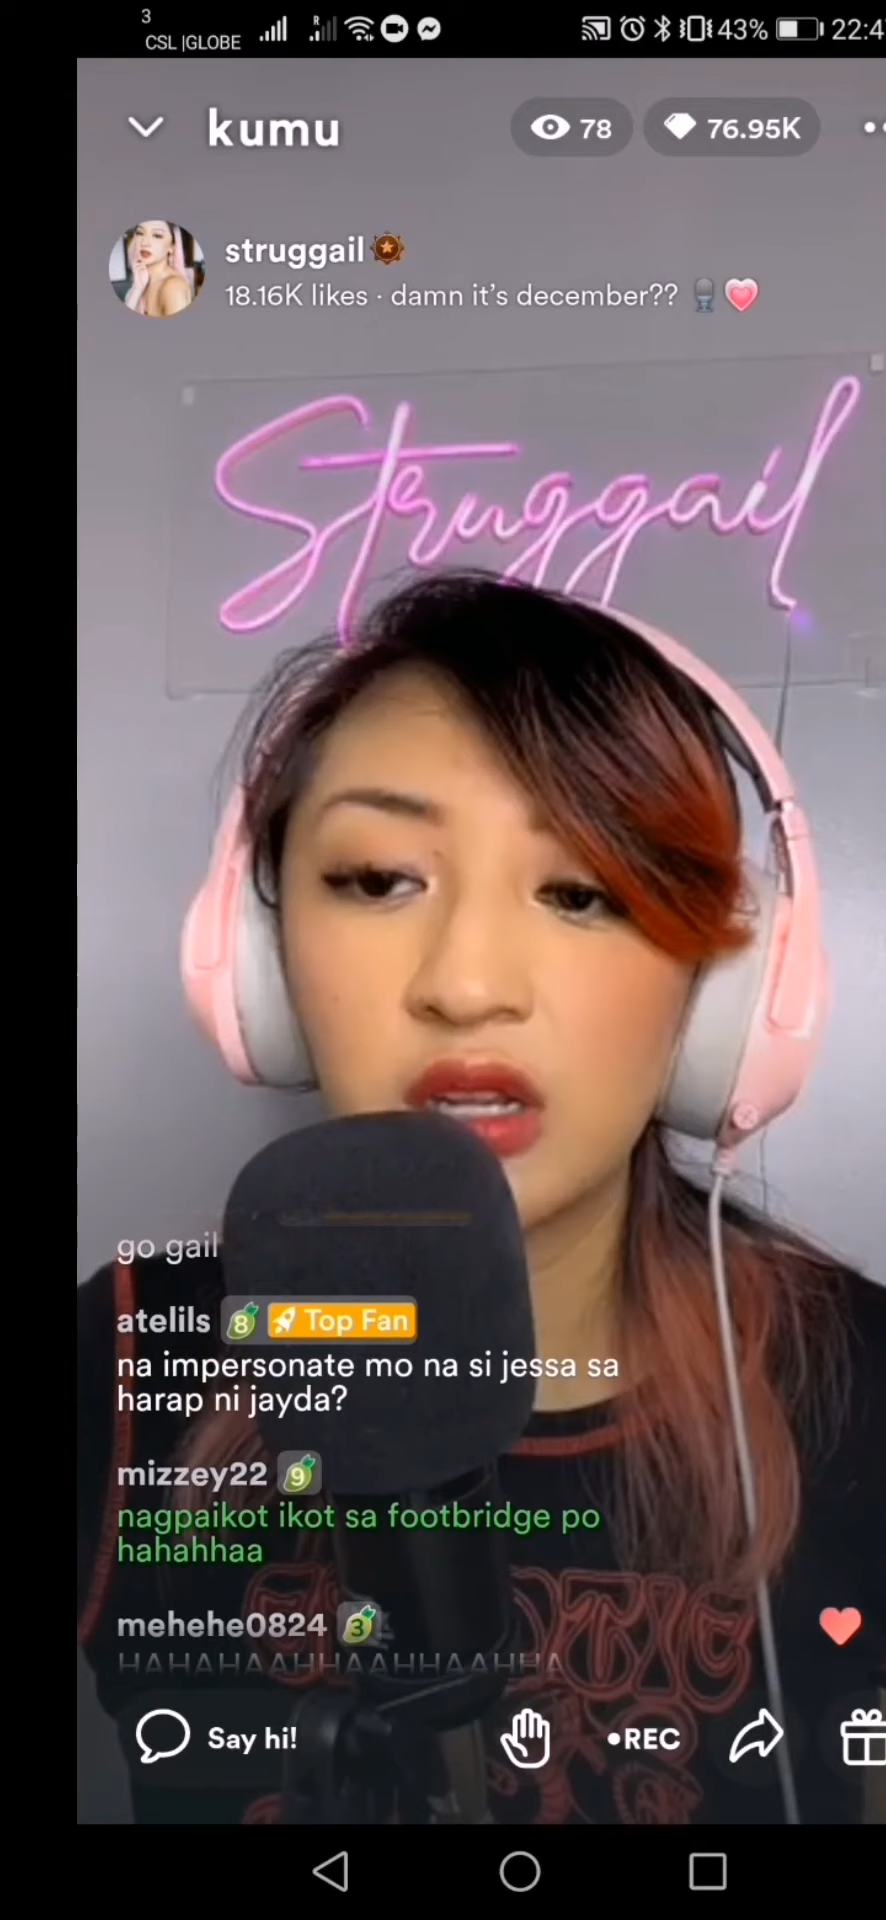 3
R
CSL |GLOBE
43%
22:4
kumu
78
76.95K
struggail
18.16K likes · damn it's december??
Struggail
go gail
atelils 8 Top Fan
na impersonate mo na si jessa sa
harap ni jayda?
mizzey22 9
nagpaikot ikot sa footbridge po
hahahhaa
mehehe0824 3
HAHAHAAHHAAHHAAHHA
Say hi!
•REC